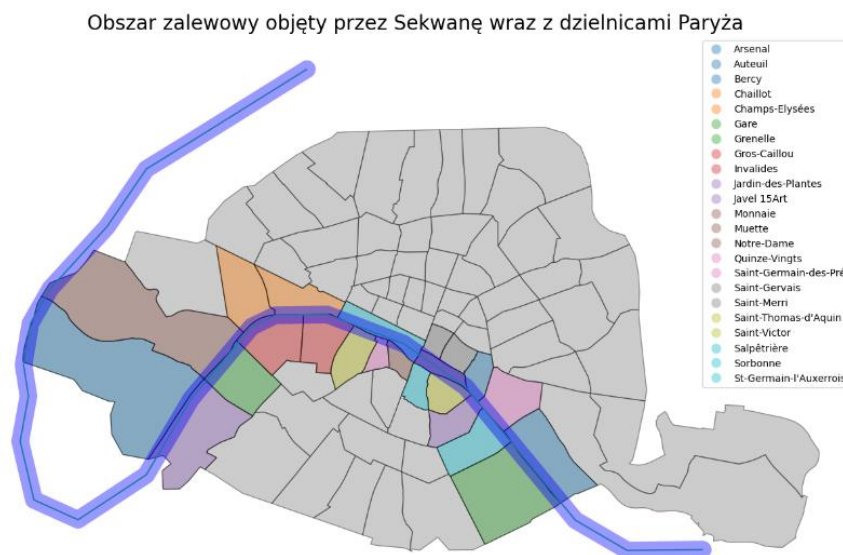 Obszar zalewowy objęty przez Sekwanę wraz z dzielnicami Paryża
Arsenal
Auteuil
Bercy
Chaillot
Champs-Elysées
Gare
Grenelle
Gros-Caillou
Invalides
Jardin-des-Plantes
Javel 15Art
Monnaie
Muette
Notre-Dame
Quinze-Vingts
Saint-Germain-des-Pré
Saint-Gervais
Saint-Merri
Saint-Thomas-d'Aquin
Saint-Victor
Salpêtrière
Sorbonne
St-Germain-l'Auxerrois